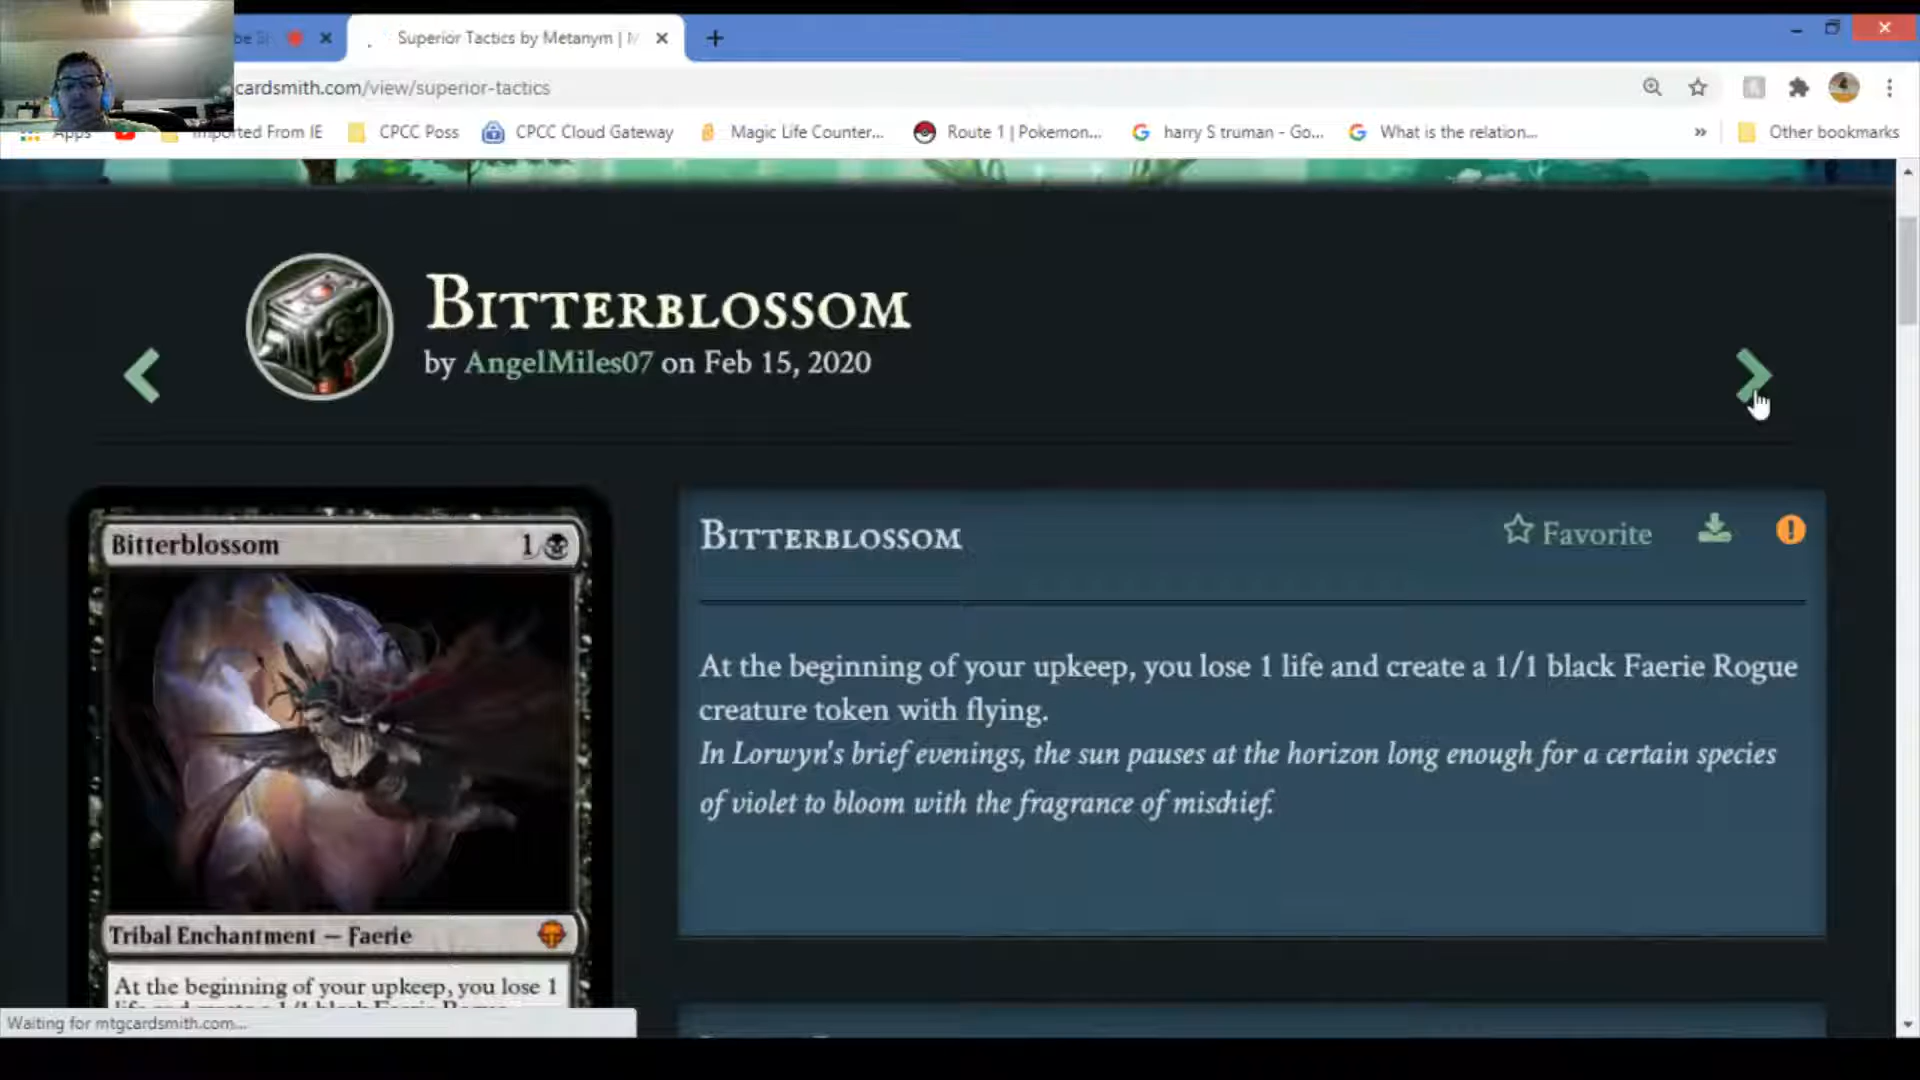 Superior Tactics by Metanym |
cardsmith.com/view/superior-tactics
Apps
Imported From IE
CPCC Poss
CPCC Cloud Gateway
Magic Life Counter...
Route 1 | Pokemon...
harry S truman - Go...
What is the relation...
»
Other bookmarks
Bitterblossom
by AngelMiles07 on Feb 15, 2020
Bitterblossom 1
Tribal Enchantment — Faerie
At the beginning of your upkeep, you lose 1
Bitterblossom
Favorite
At the beginning of your upkeep, you lose 1 life and create a 1/1 black Faerie Rogue
creature token with flying.
In Lorwyn's brief evenings, the sun pauses at the horizon long enough for a certain species
of violet to bloom with the fragrance of mischief.
Waiting for mtgcardsmith.com...